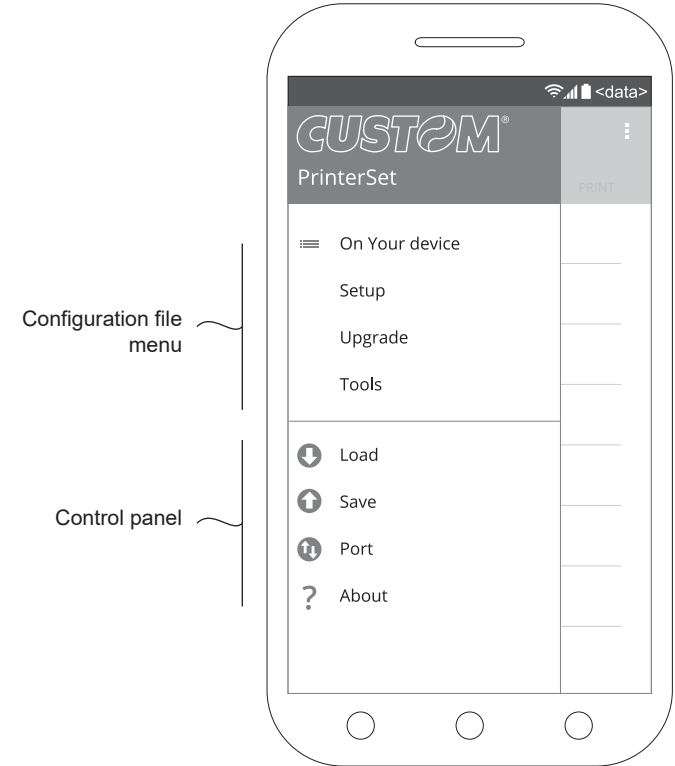 <data>
CUSTOM®
PrinterSet
PRINT
On Your device
Setup
Upgrade
Tools
Configuration file
menu
Load
Save
Port
About
Control panel